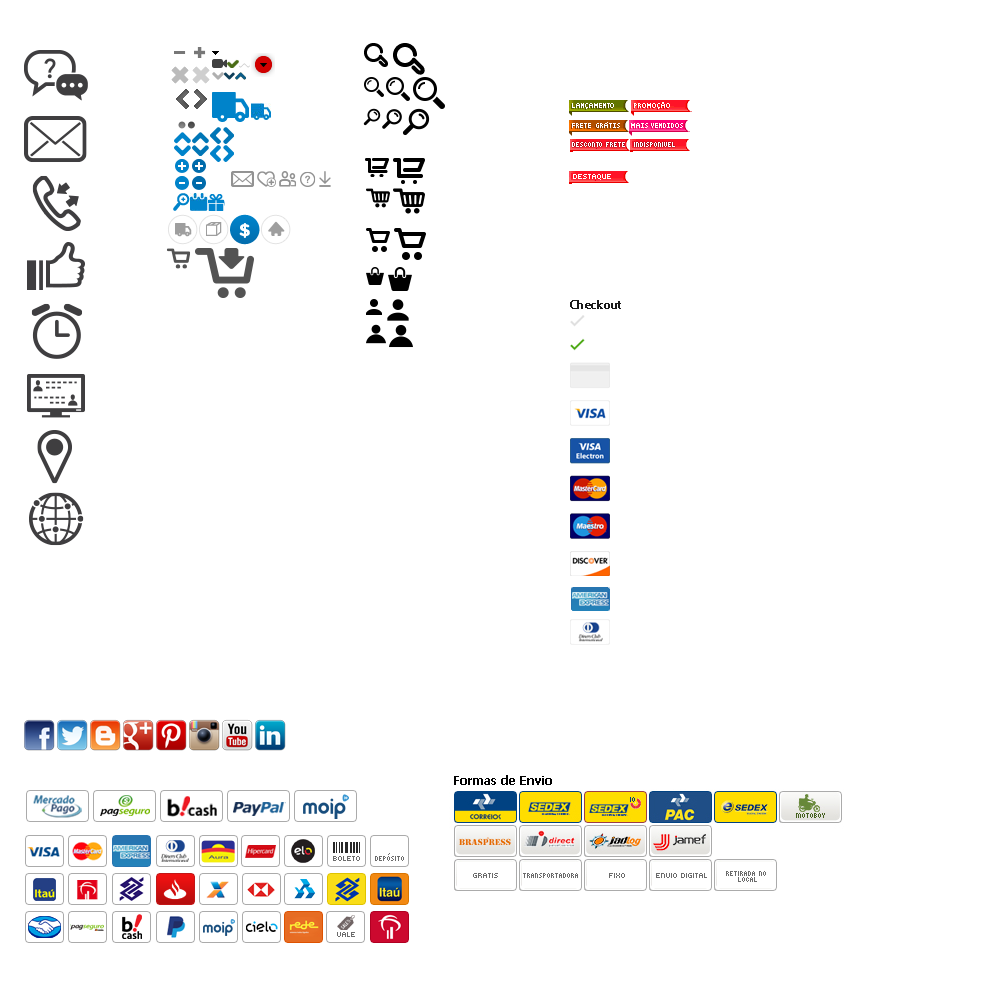 LANÇAMENTO
PROMOÇÃO
FRETE GRÁTIS
MAIS VENDIDOS
DESCONTO FRETE
INDISPONIVEL
DESTAQUE
$
Checkout
VISA
VISA
Electron
MasterCard
Maestro
DISCOVER
AMERICAN
EXPRESS
Diners Club
International
f
B
g+
P
You
Tube
in
Mercado
Pago
pagseguro
b!cash
PayPal
moip
VISA
MasterCard
AMERICAN
EXPRESS
Diners Club
International
Aura
Hipercard
elo
BOLETO
DEPÓSITO
Itaú
Itaú
pagseguro
b!
cash
P
moip
cielo
rede
VALE
Formas de Envio
CORREIOS
SEDEX
SEDEX
10
PAC
e SEDEX
MOTOBOY
BRASPRESS
direct
jadlog
Jamef
GRATIS
TRANSPORTADORA
FIXO
ENVIO DIGITAL
RETIRADA NO
LOCAL